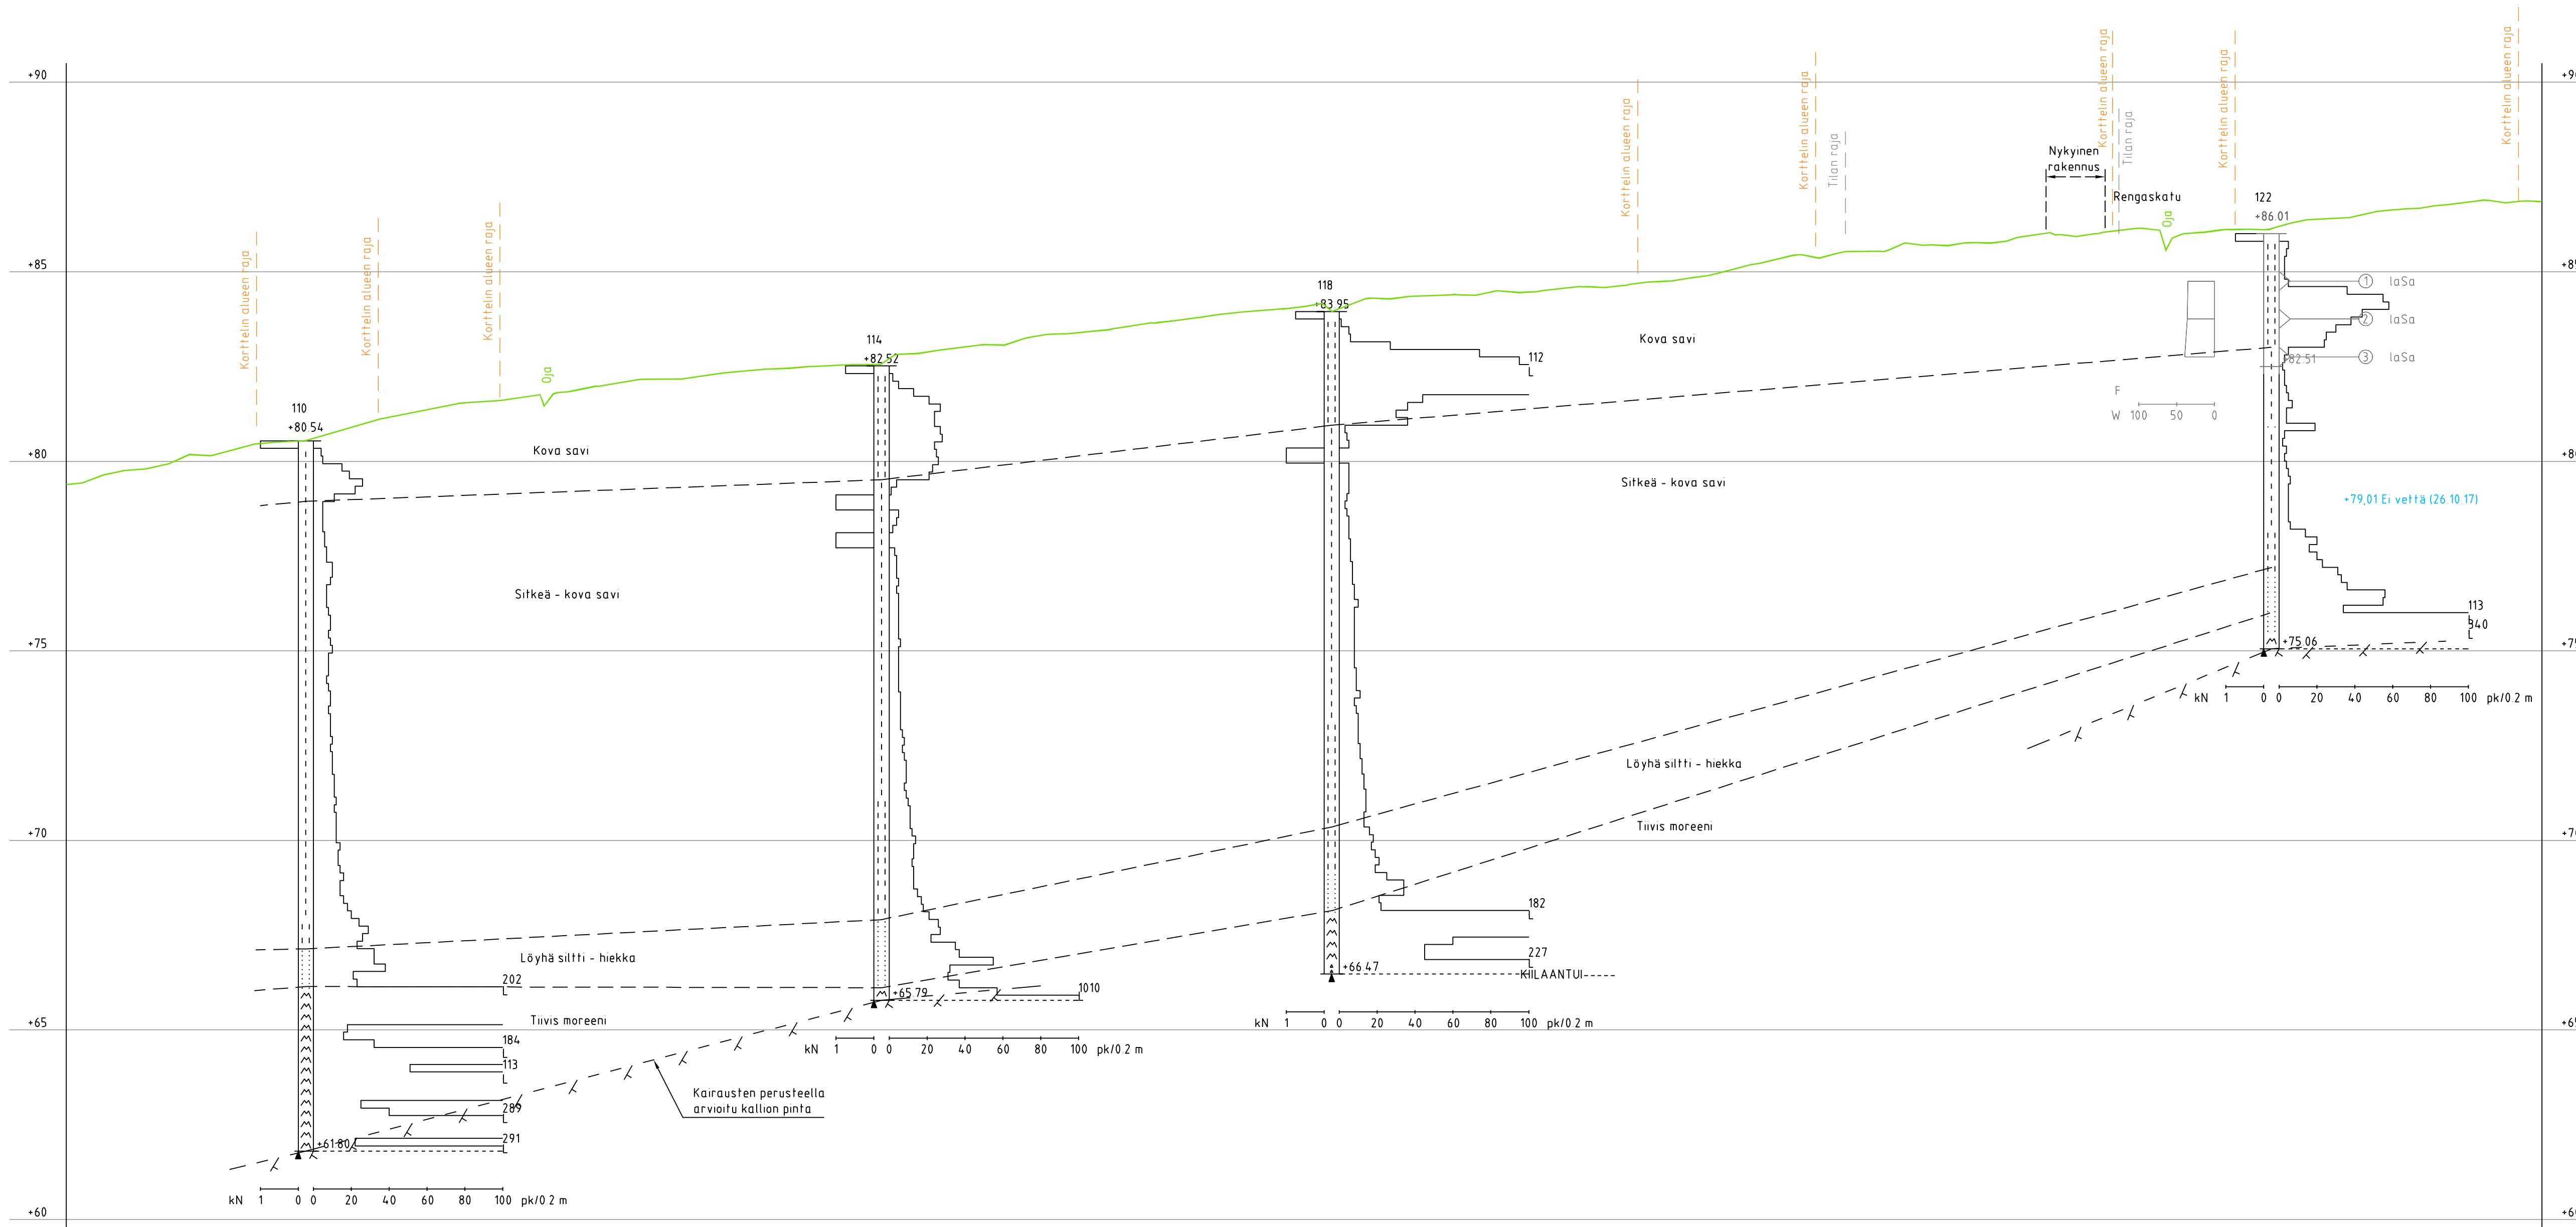 +90
+90
Korttelin alueen raja
Korttelin alueen raja
Korttelin alueen raja
Korttelin alueen raja
Korttelin alueen raja
Tilan raja
Korttelin alueen raja
Tilan raja
Korttelin alueen raja
Korttelin alueen raja
Nykyinen
rakennus
Rengaskatu
Oja
122
+86.01
+85
+85
118
+83.95
1 laSa
2 laSa
3 laSa
+82.51
F
W 100 50 0
114
+82.52
Kova savi
112
Oja
110
+80.54
+80
+80
Kova savi
Sitkeä - kova savi
+79,01 Ei vettä (26.10.17)
Sitkeä - kova savi
113
340
+75.06
+75
+75
kN 1 0 0 20 40 60 80 100 pk/0.2 m
Löyhä siltti - hiekka
Tiivis moreeni
+70
+70
182
227
+66.47
KIILAANTUI
Löyhä siltti - hiekka
202
+65.79
1010
Tiivis moreeni
+65
+65
kN 1 0 0 20 40 60 80 100 pk/0.2 m
kN 1 0 0 20 40 60 80 100 pk/0.2 m
184
113
Kairausten perusteella
arvioitu kallion pinta
289
291
+61.80
kN 1 0 0 20 40 60 80 100 pk/0.2 m
+60